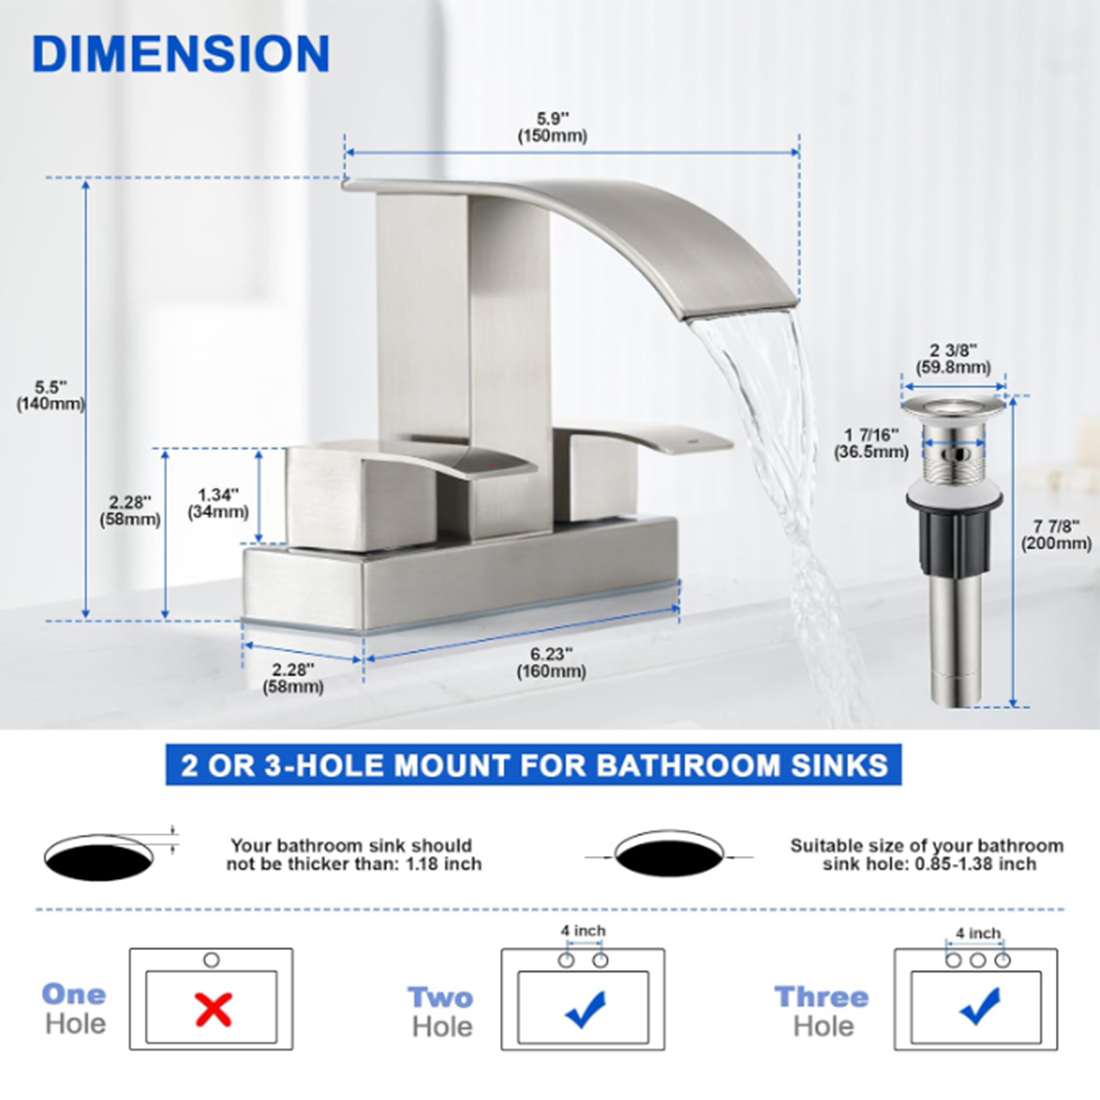 DIMENSION
5.9"
(150mm)
5.5"
(140mm)
2.28"
(58mm)
1.34"
(34mm)
2.28"
(58mm)
6.23"
(160mm)
2 3/8"
(59.8mm)
1 7/16"
(36.5mm)
7 7/8"
(200mm)
2 OR 3-HOLE MOUNT FOR BATHROOM SINKS
Your bathroom sink should
not be thicker than: 1.18 inch
Suitable size of your bathroom
sink hole: 0.85-1.38 inch
One
Hole
4 inch
Two
Hole
4 inch
Three
Hole